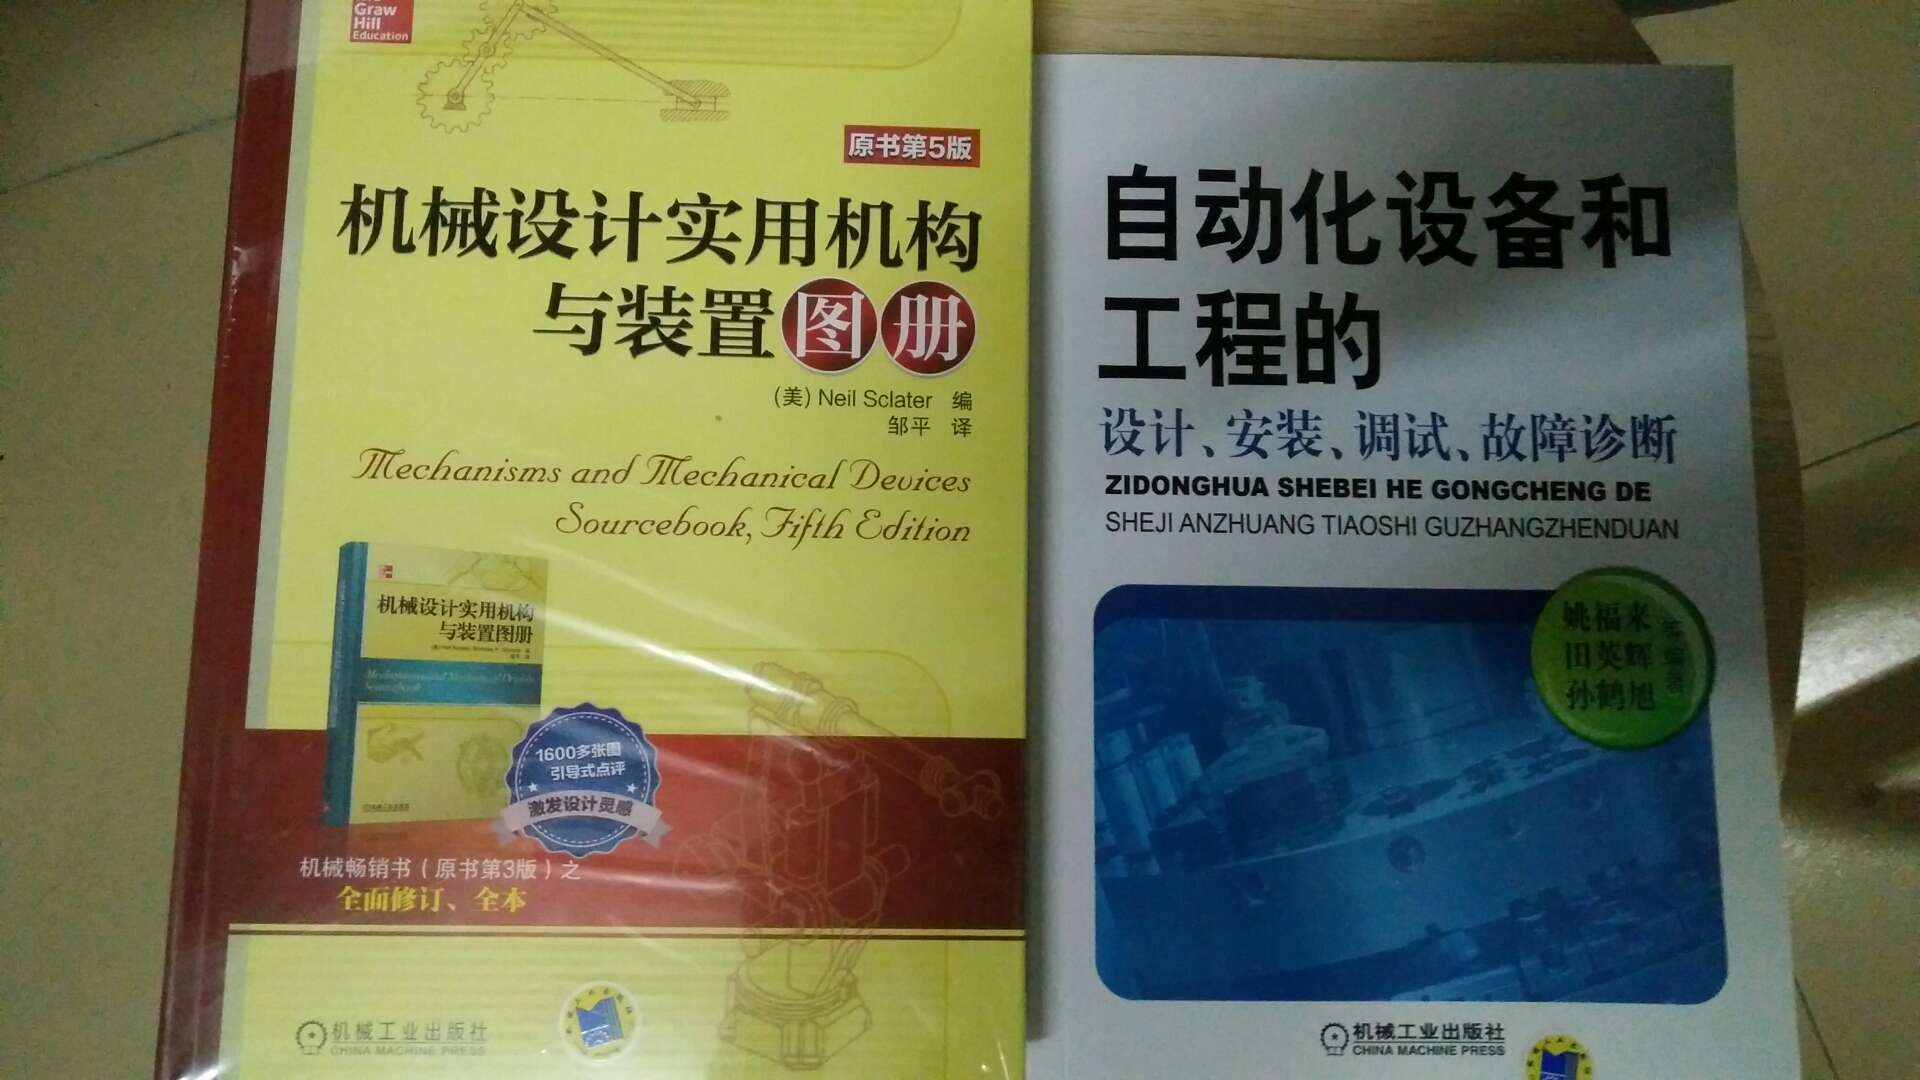 Graw
Hill
Education
原书第5版
机械设计实用机构
与装置图册
(美) Neil Sclater 编
邹平 译
Mechanisms and Mechanical Devices
Sourcebook, Fifth Edition
机械设计实用机构
与装置图册
1600多张图
引导式点评
激发设计灵感
机械畅销书（原书第3版）之
全面修订、全本
机械工业出版社
CHINA MACHINE PRESS
自动化设备和
工程的
设计、安装、调试、故障诊断
ZIDONGHUA SHEBEI HE GONGCHENG DE
SHEJI ANZHUANG TIAOSHI GUZHANGZHENDUAN
姚福来
田英辉
孙鹤旭
等编著
机械工业出版社
CHINA MACHINE PRESS